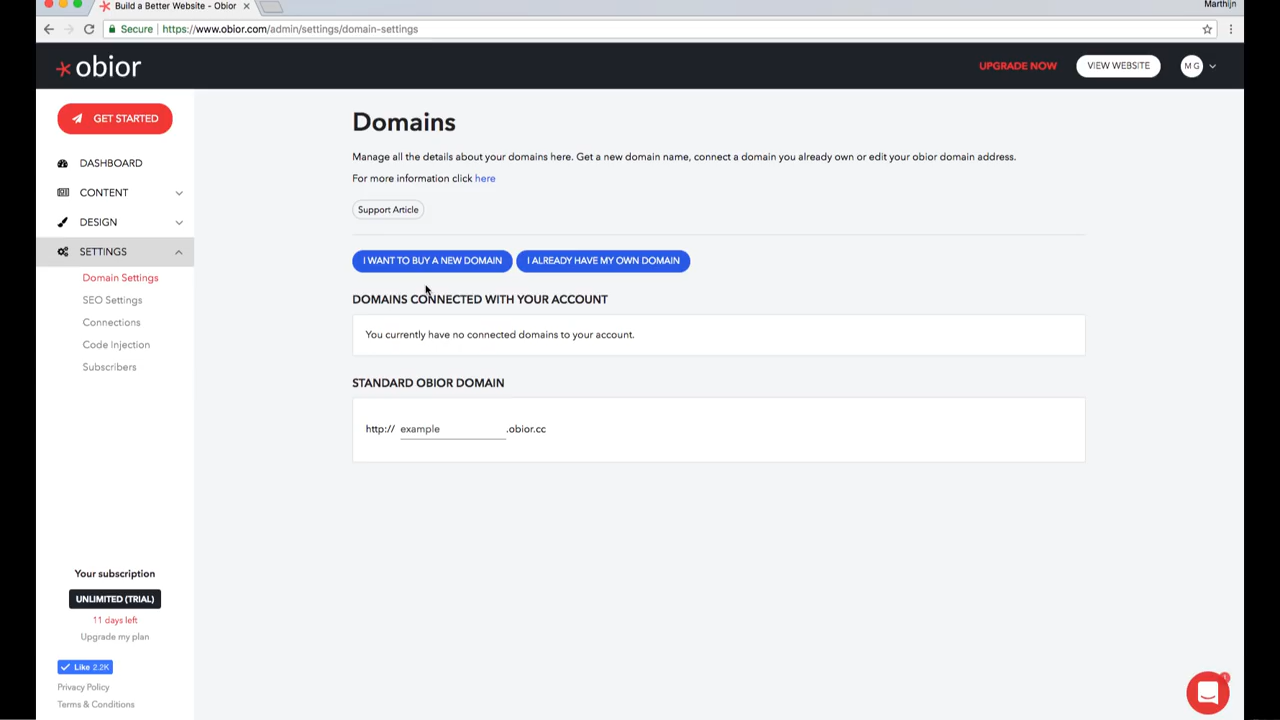 Marthijn
Build a Better Website - Obior
Secure https://www.obior.com/admin/settings/domain-settings
obior
UPGRADE NOW
VIEW WEBSITE
M G
GET STARTED
DASHBOARD
CONTENT
DESIGN
SETTINGS
Domain Settings
SEO Settings
Connections
Code Injection
Subscribers
Your subscription
UNLIMITED (TRIAL)
11 days left
Upgrade my plan
Like 2.2K
Privacy Policy
Terms & Conditions
Domains
Manage all the details about your domains here. Get a new domain name, connect a domain you already own or edit your obior domain address.
For more information click here
Support Article
I WANT TO BUY A NEW DOMAIN
I ALREADY HAVE MY OWN DOMAIN
DOMAINS CONNECTED WITH YOUR ACCOUNT
You currently have no connected domains to your account.
STANDARD OBIOR DOMAIN
http:// example .obior.cc
1